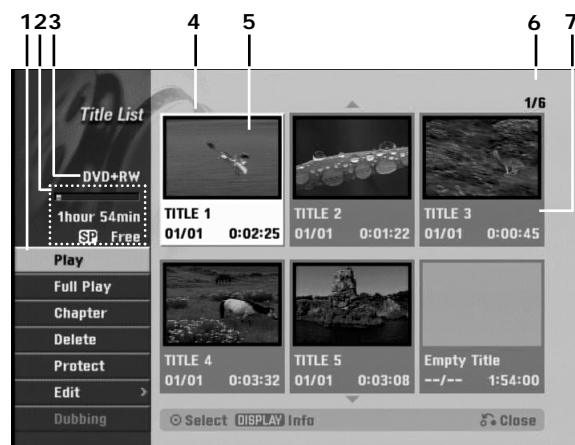 1 2 3 4 5 6 7
Title List
1/6
DVD+RW
1hour 54min
SP Free
Play
Full Play
Chapter
Delete
Protect
Edit >
Dubbing
TITLE 1
01/01 0:02:25
TITLE 2
01/01 0:01:22
TITLE 3
01/01 0:00:45
TITLE 4
01/01 0:03:32
TITLE 5
01/01 0:03:08
Empty Title
--/-- 1:54:00
Select DISPLAY Info Close